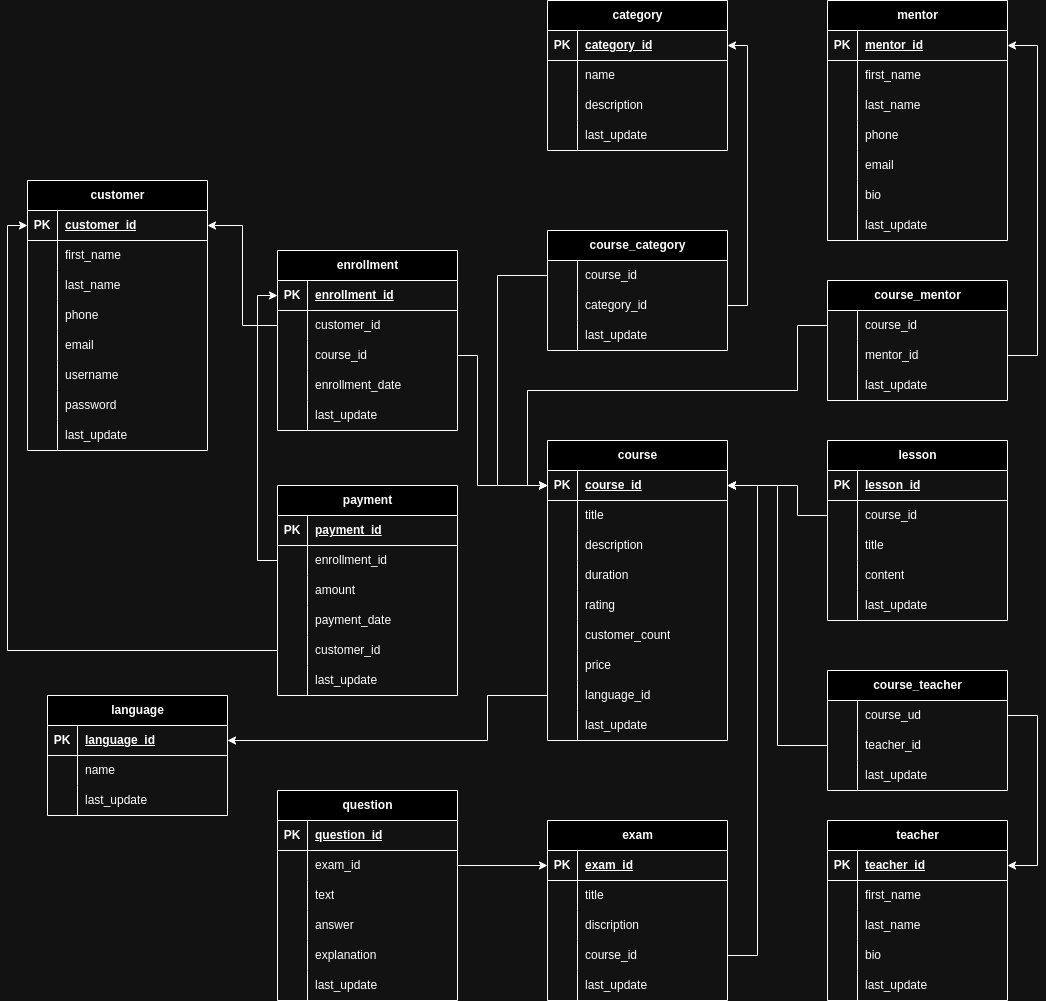 category
PK category_id
name
description
last_update
mentor
PK mentor_id
first_name
last_name
phone
email
bio
last_update
customer
PK customer_id
first_name
last_name
phone
email
username
password
last_update
enrollment
PK enrollment_id
customer_id
course_id
enrollment_date
last_update
course_category
course_id
category_id
last_update
course_mentor
course_id
mentor_id
last_update
payment
PK payment_id
enrollment_id
amount
payment_date
customer_id
last_update
course
PK course_id
title
description
duration
rating
customer_count
price
language_id
last_update
lesson
PK lesson_id
course_id
title
content
last_update
course_teacher
course_ud
teacher_id
last_update
language
PK language_id
name
last_update
question
PK question_id
exam_id
text
answer
explanation
last_update
exam
PK exam_id
title
discription
course_id
last_update
teacher
PK teacher_id
first_name
last_name
bio
last_update